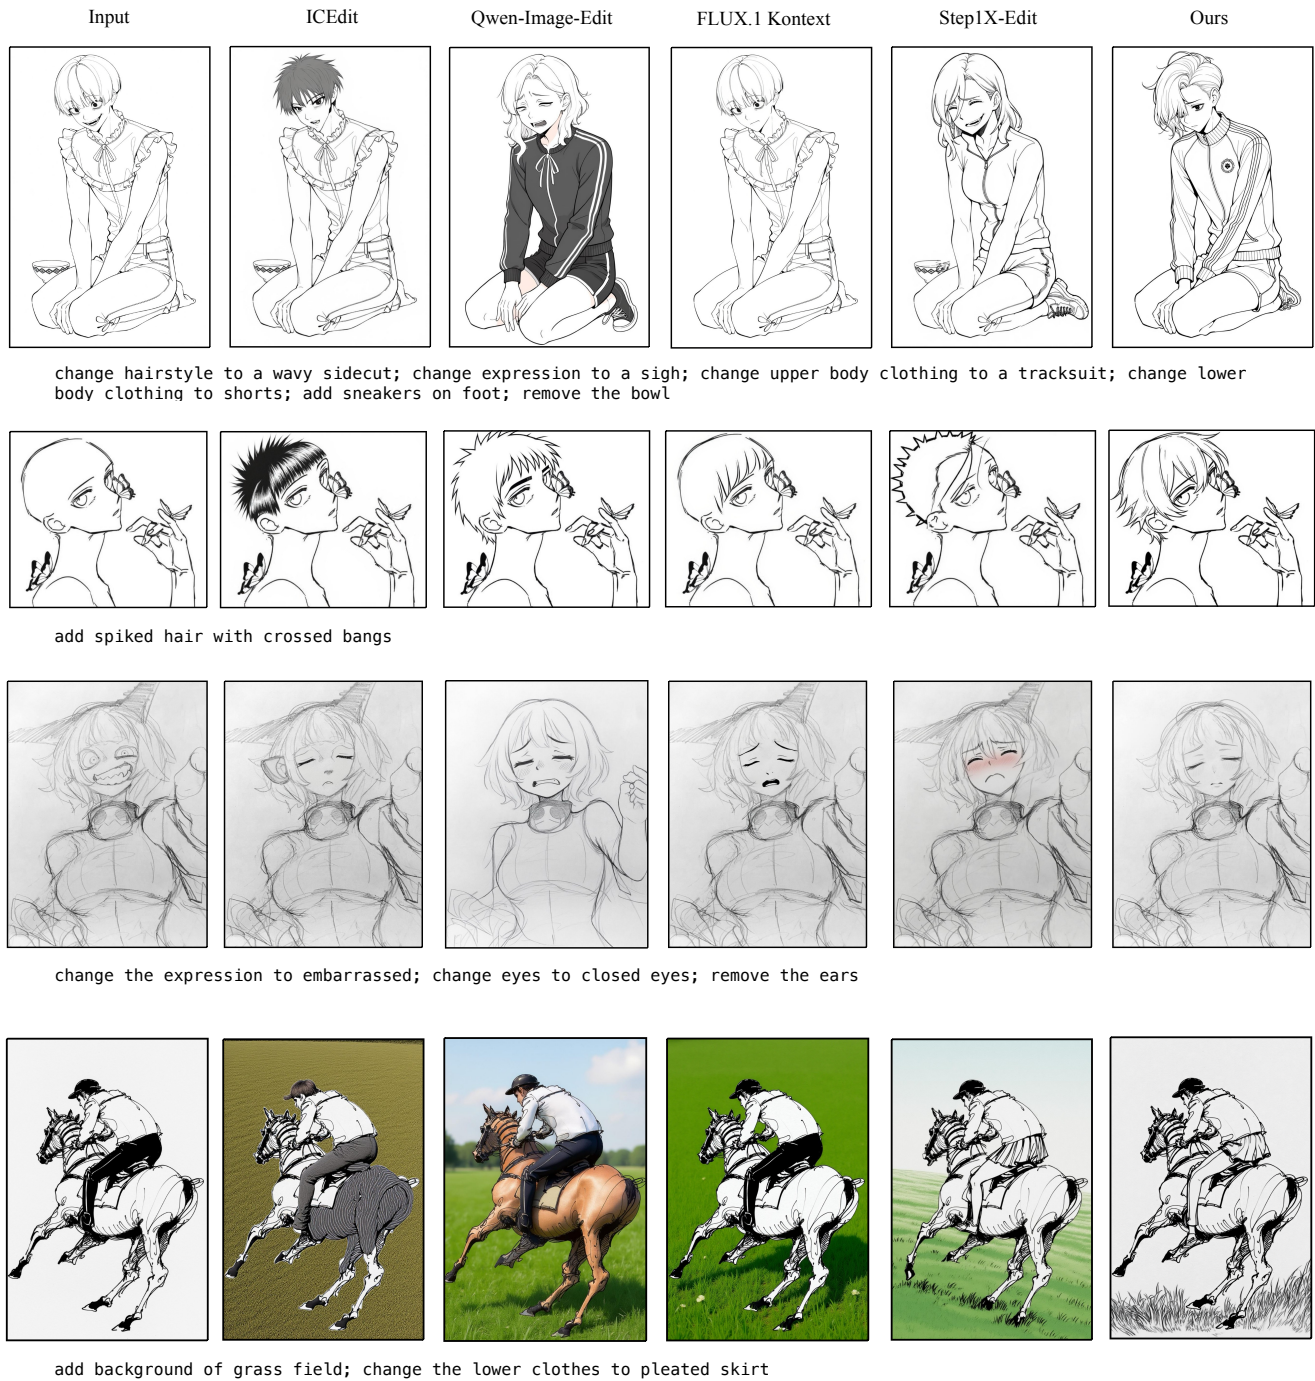 Input ICEdit Qwen-Image-Edit FLUX.1 Kontext Step1X-Edit Ours
change hairstyle to a wavy sidecut; change expression to a sigh; change upper body clothing to a tracksuit; change lower
body clothing to shorts; add sneakers on foot; remove the bowl
add spiked hair with crossed bangs
change the expression to embarrassed; change eyes to closed eyes; remove the ears
add background of grass field; change the lower clothes to pleated skirt